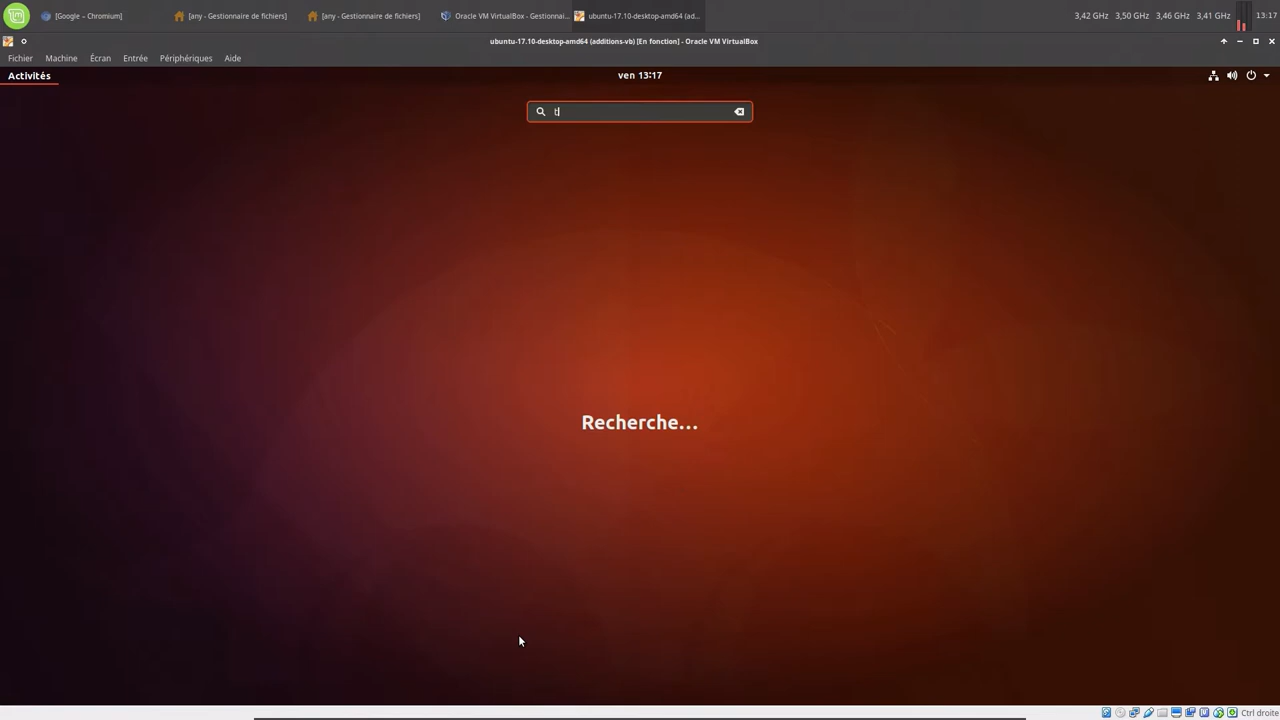 [Google – Chromium] [any - Gestionnaire de fichiers] [any - Gestionnaire de fichiers] Oracle VM VirtualBox - Gestionnai... ubuntu-17.10-desktop-amd64 (ad... 3,42 GHz 3,50 GHz 3,46 GHz 3,41 GHz 13:17
ubuntu-17.10-desktop-amd64 (additions-vb) [En fonction] - Oracle VM VirtualBox
Fichier Machine Écran Entrée Périphériques Aide
Activités ven 13:17
t
Recherche…
Ctrl droite